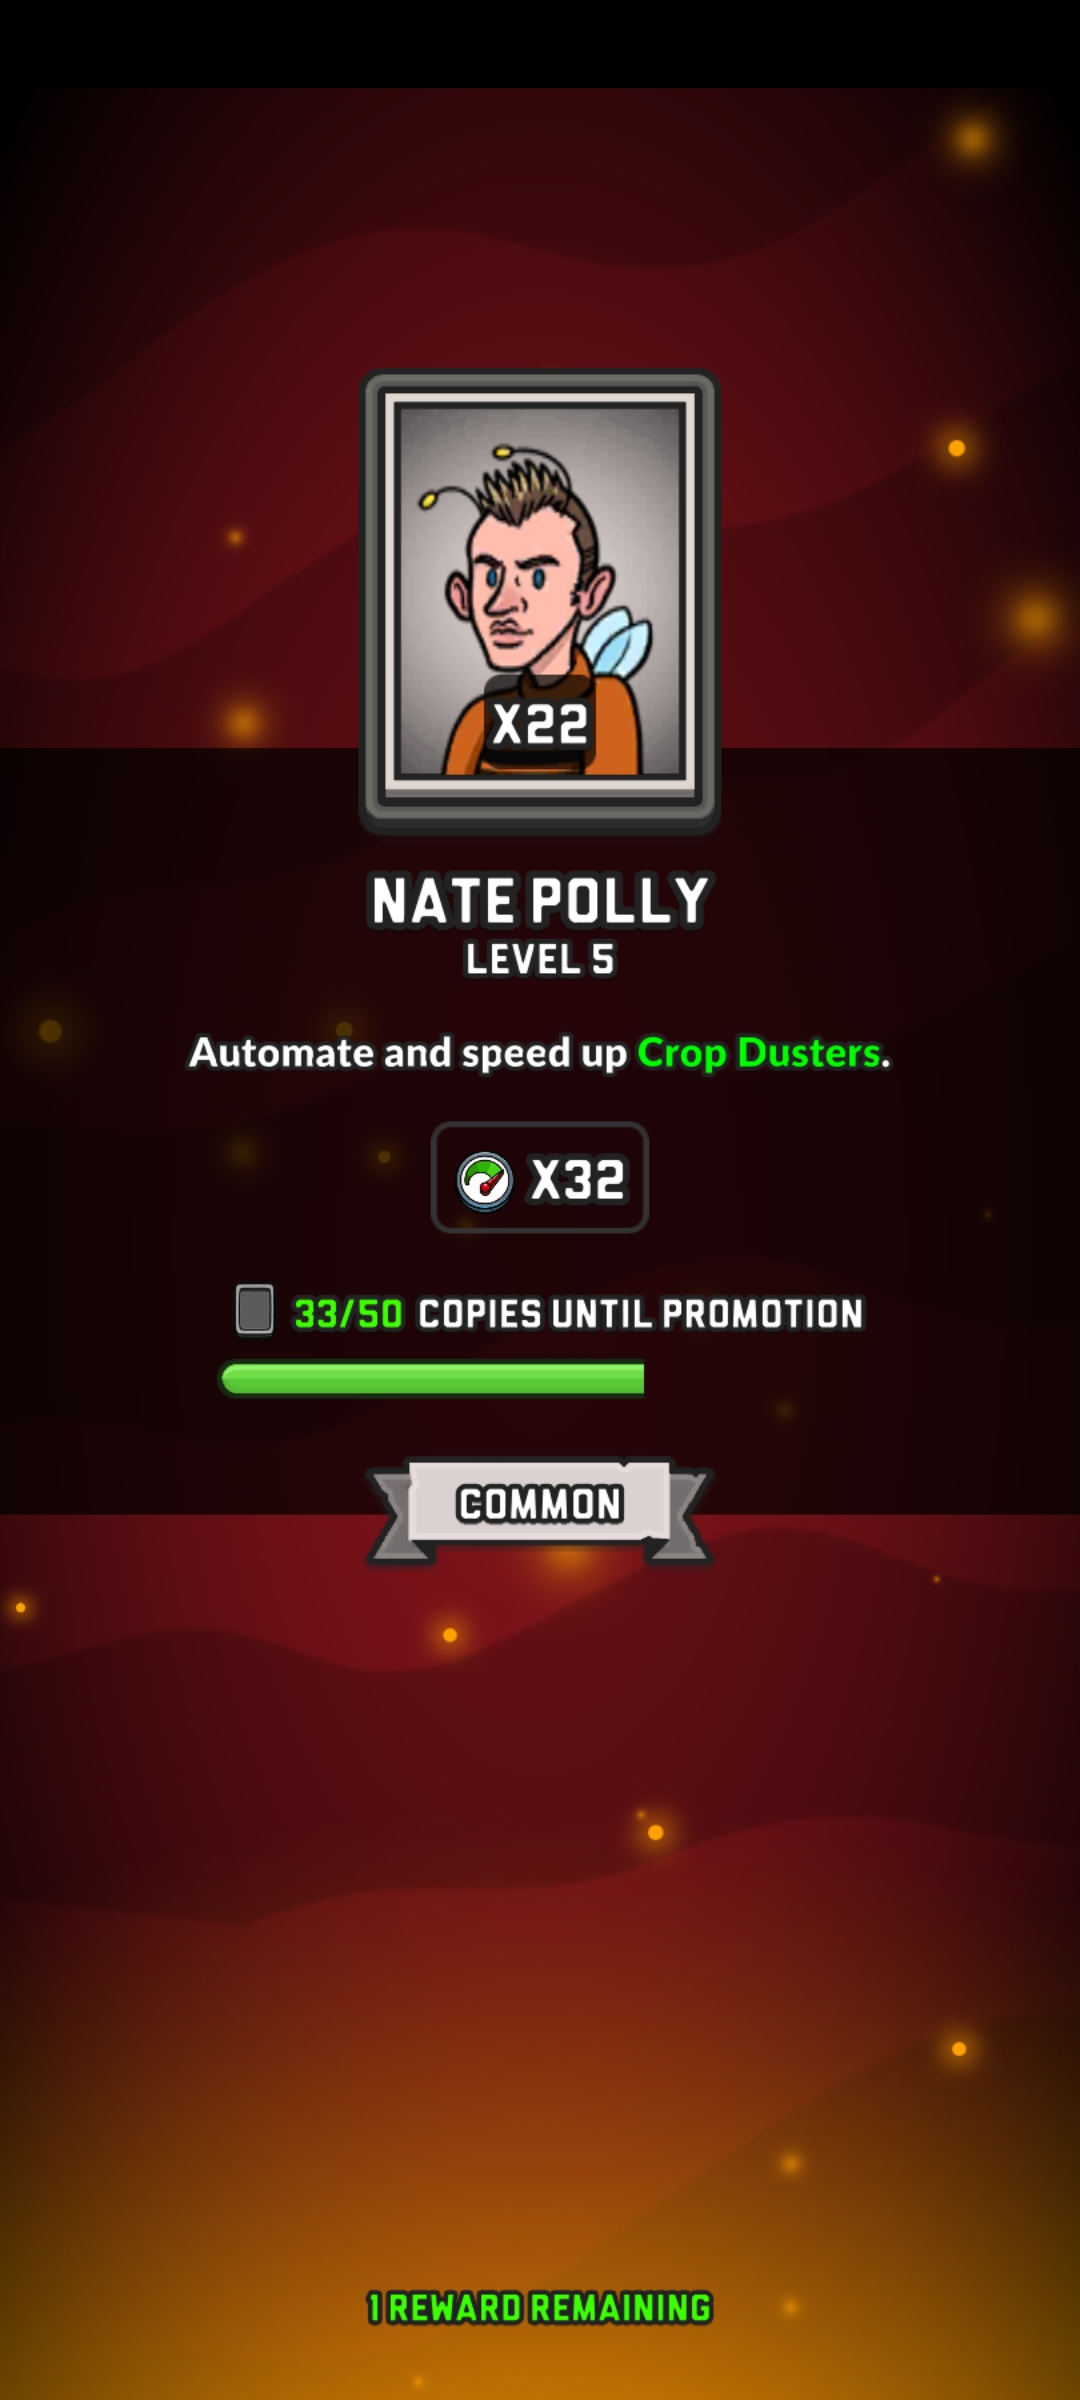 X22
NATE POLLY
LEVEL 5
Automate and speed up Crop Dusters.
X32
33/50 COPIES UNTIL PROMOTION
COMMON
1 REWARD REMAINING